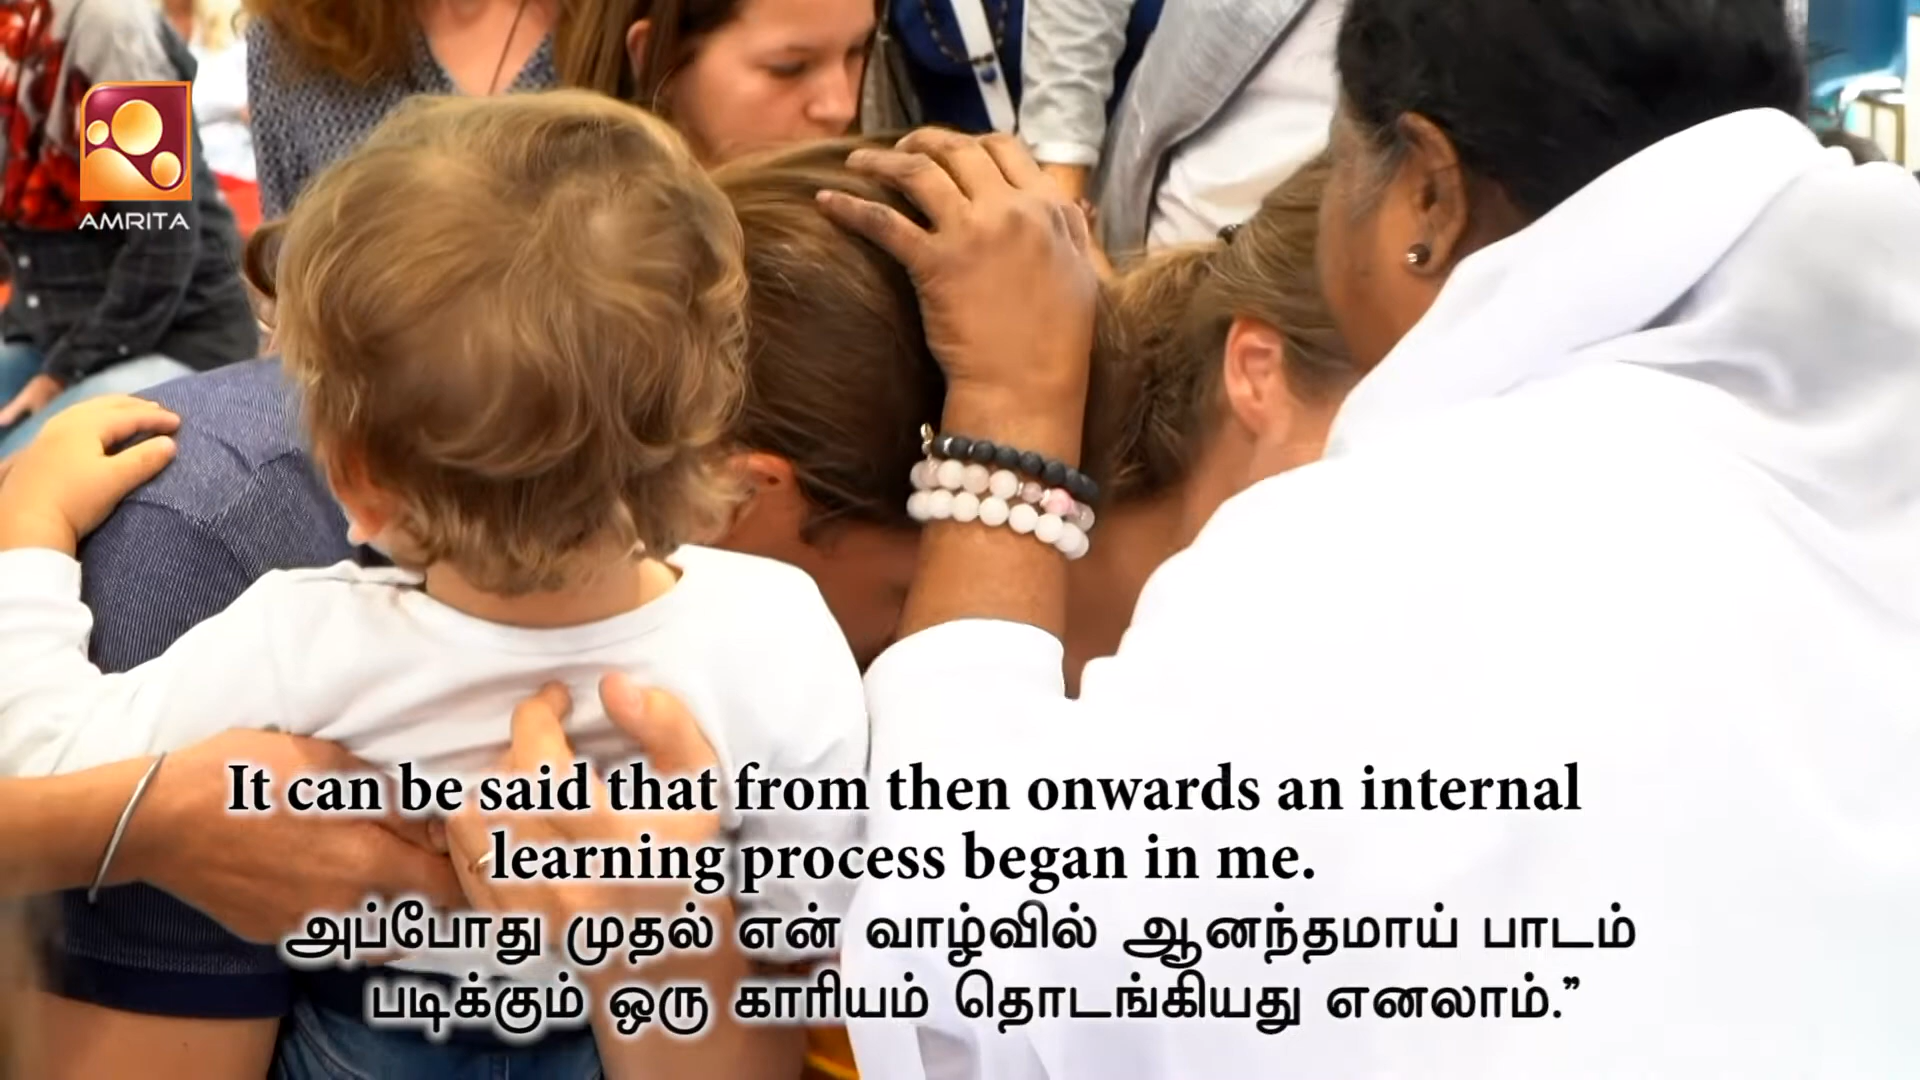 AMRITA
It can be said that from then onwards an internal
learning process began in me.
அப்போது முதல் என் வாழ்வில் ஆனந்தமாய் பாடம்
படிக்கும் ஒரு காரியம் தொடங்கியது எனலாம்.”